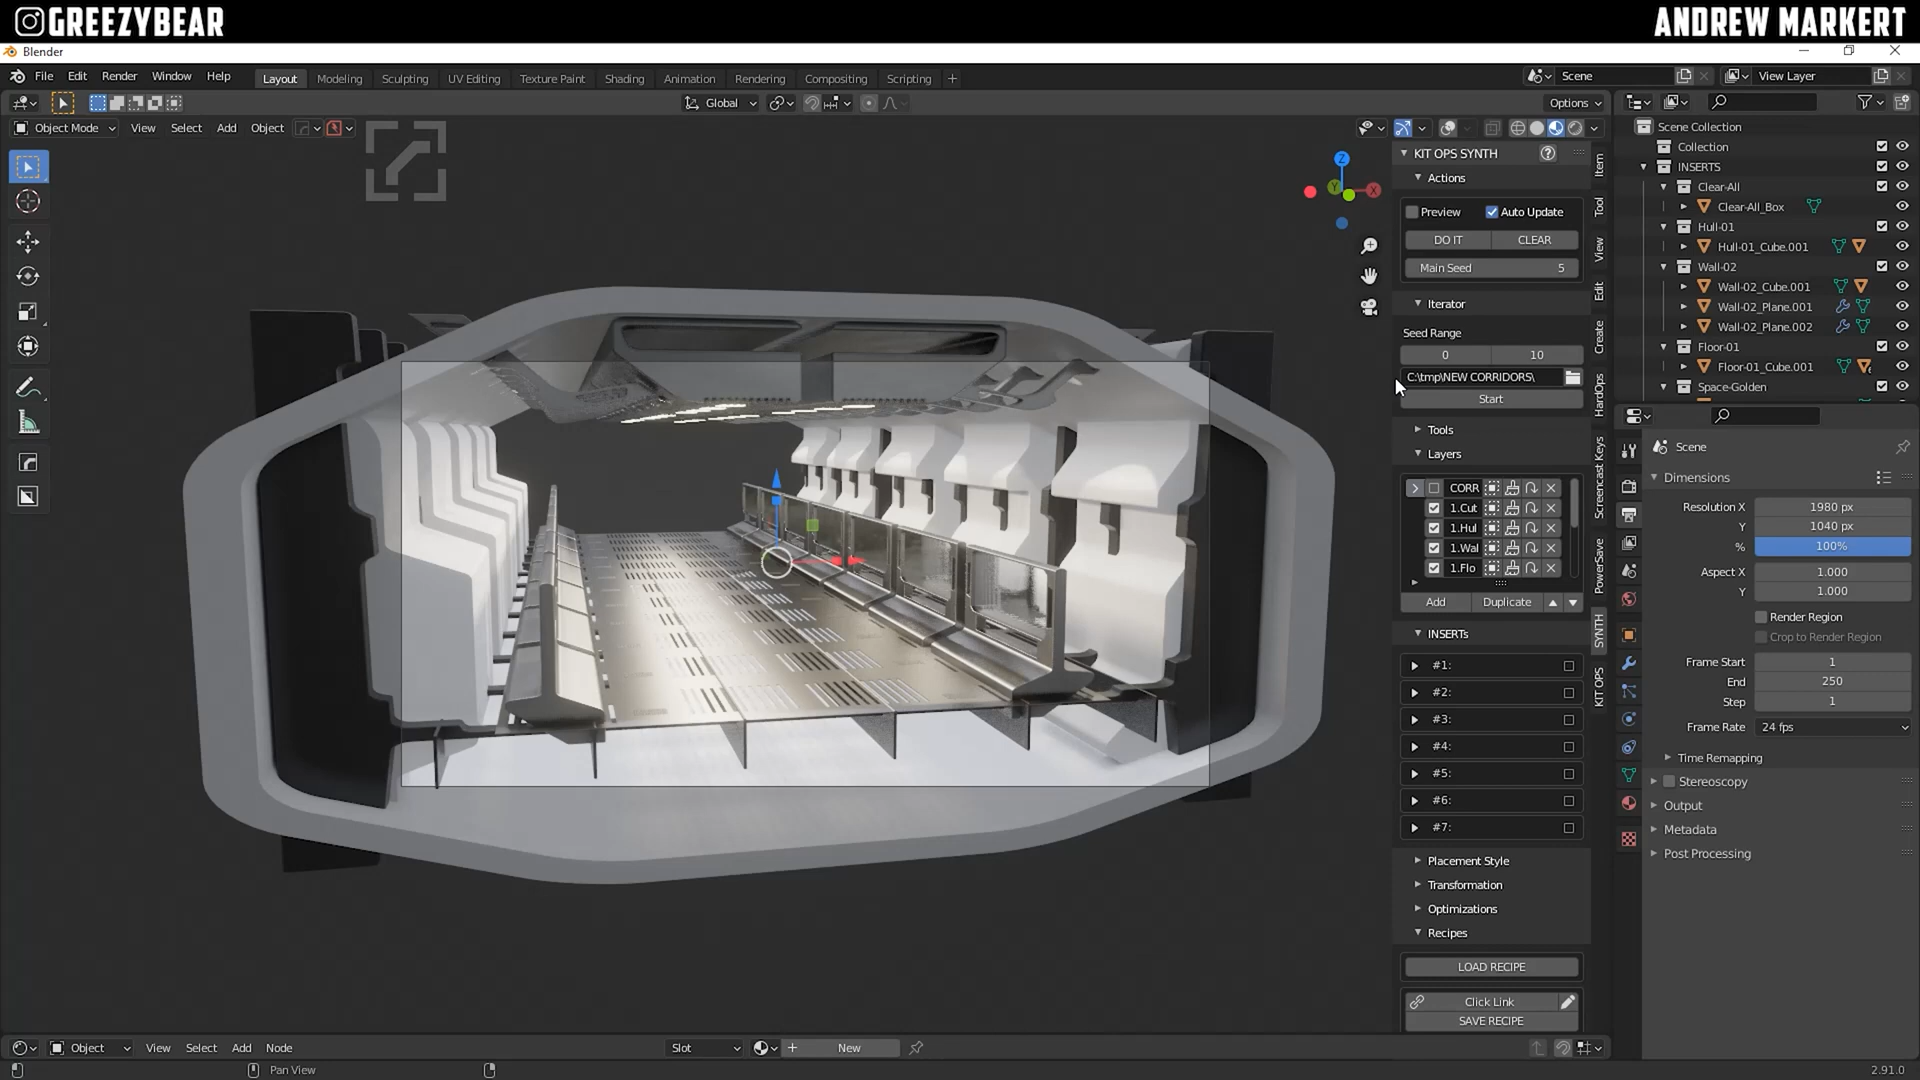 GREEZYBEAR
ANDREW MARKERT
Blender
File Edit Render Window Help
Layout Modeling Sculpting UV Editing Texture Paint Shading Animation Rendering Compositing Scripting +
Scene
View Layer
Global
Options
Object Mode View Select Add Object
Z
Y
X
KIT OPS SYNTH
Actions
Preview Auto Update
DO IT CLEAR
Main Seed 5
Iterator
Seed Range
0 10
C:\tmp\NEW CORRIDORS\
Start
Tools
Layers
CORR
1.Cut
1.Hul
1.Wal
1.Flo
Add Duplicate
INSERTs
#1:
#2:
#3:
#4:
#5:
#6:
#7:
Placement Style
Transformation
Optimizations
Recipes
LOAD RECIPE
Click Link
SAVE RECIPE
Item
Tool
View
Edit
Create
HardOps
Screencast Keys
PowerSave
SYNTH
KIT OPS
Scene Collection
Collection
INSERTS
Clear-All
Clear-All_Box
Hull-01
Hull-01_Cube.001
Wall-02
Wall-02_Cube.001
Wall-02_Plane.001
Wall-02_Plane.002
Floor-01
Floor-01_Cube.001
Space-Golden
Scene
Dimensions
Resolution X 1980 px
Y 1040 px
% 100%
Aspect X 1.000
Y 1.000
Render Region
Crop to Render Region
Frame Start 1
End 250
Step 1
Frame Rate 24 fps
Time Remapping
Stereoscopy
Output
Metadata
Post Processing
Object View Select Add Node
Slot
New
Pan View
2.91.0